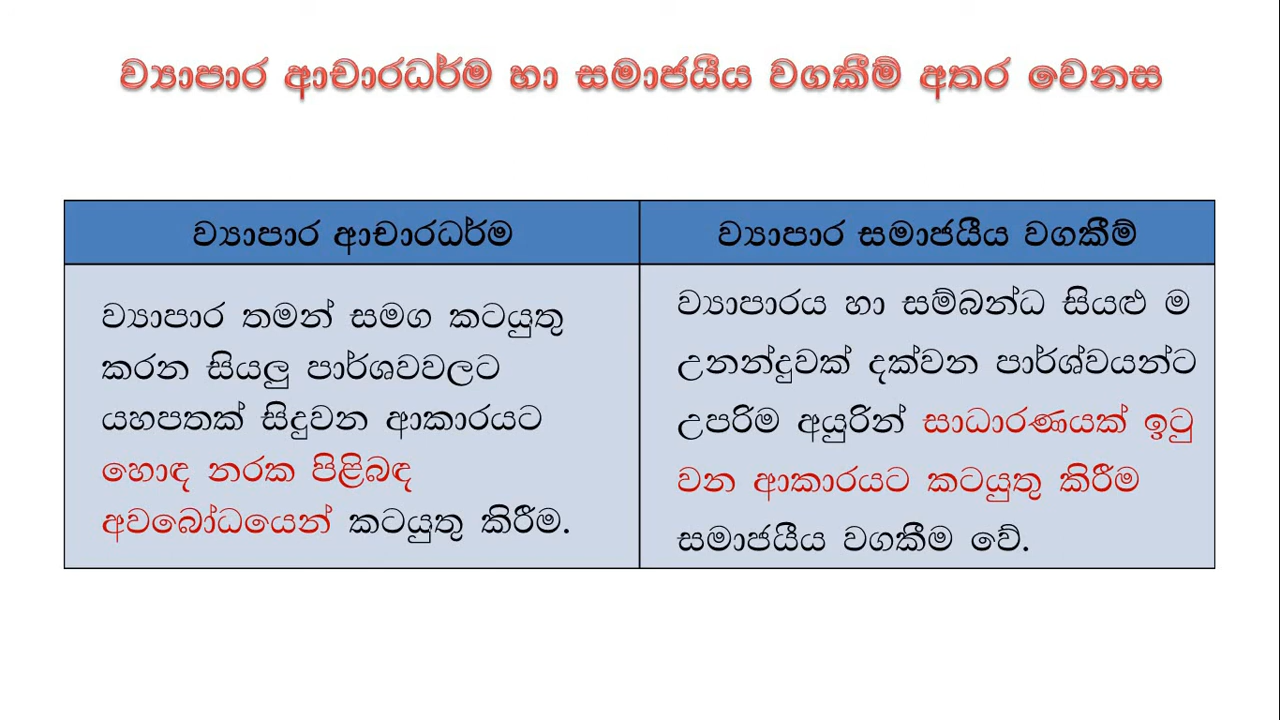 ව්‍යාපාර ආචාරධර්ම හා සමාජයීය වගකීම් අතර වෙනස
ව්‍යාපාර ආචාරධර්ම
ව්‍යාපාර සමාජයීය වගකීම්
ව්‍යාපාර තමන් සමග කටයුතු
කරන සියලු පාර්ශවවලට
යහපතක් සිදුවන ආකාරයට
හොඳ නරක පිළිබඳ
අවබෝධයෙන් කටයුතු කිරීම.
ව්‍යාපාරය හා සම්බන්ධ සියළු ම
උනන්දුවක් දක්වන පාර්ශ්වයන්ට
උපරිම අයුරින් සාධාරණයක් ඉටු
වන ආකාරයට කටයුතු කිරීම
සමාජයීය වගකීම වේ.